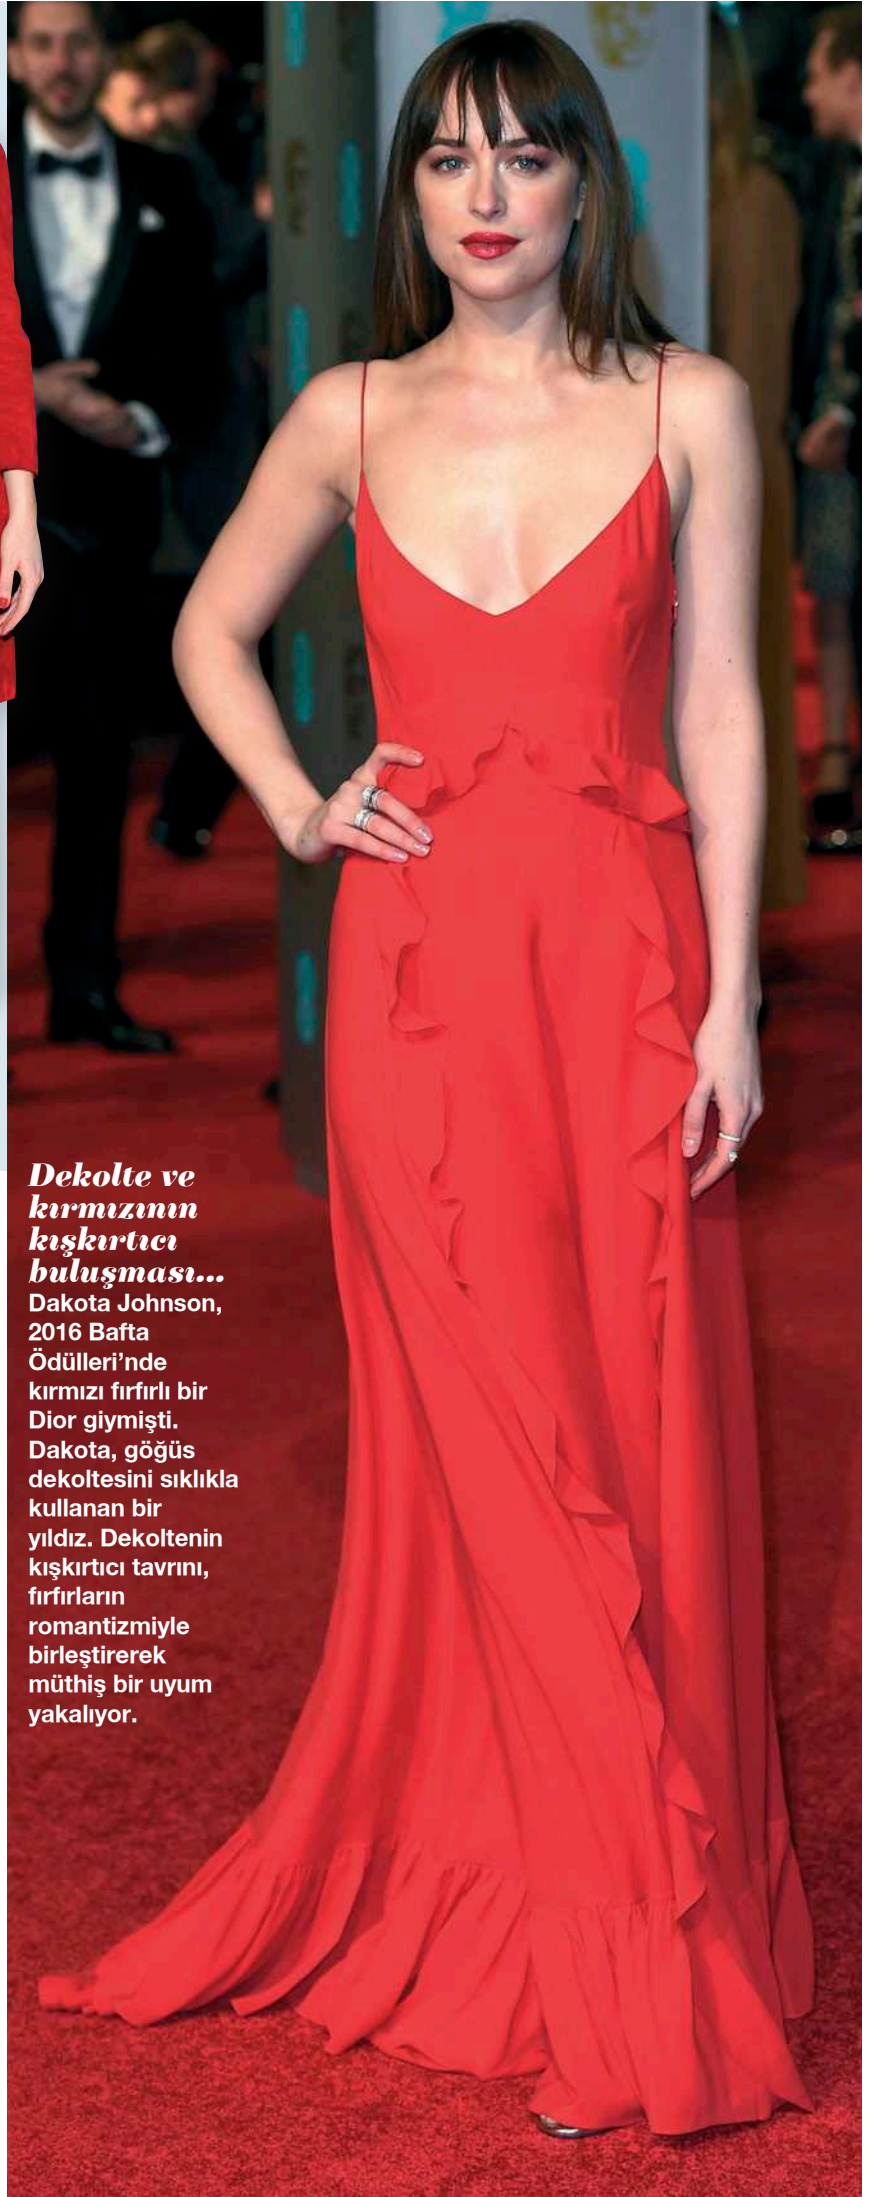 Dekolte ve
kırmızının
kışkırtıcı
buluşması...
Dakota Johnson,
2016 Bafta
Ödülleri’nde
kırmızı fırfırlı bir
Dior giymişti.
Dakota, göğüs
dekoltesini sıklıkla
kullanan bir
yıldız. Dekoltenin
kışkırtıcı tavrını,
fırfırların
romantizmiyle
birleştirerek
müthiş bir uyum
yakalıyor.